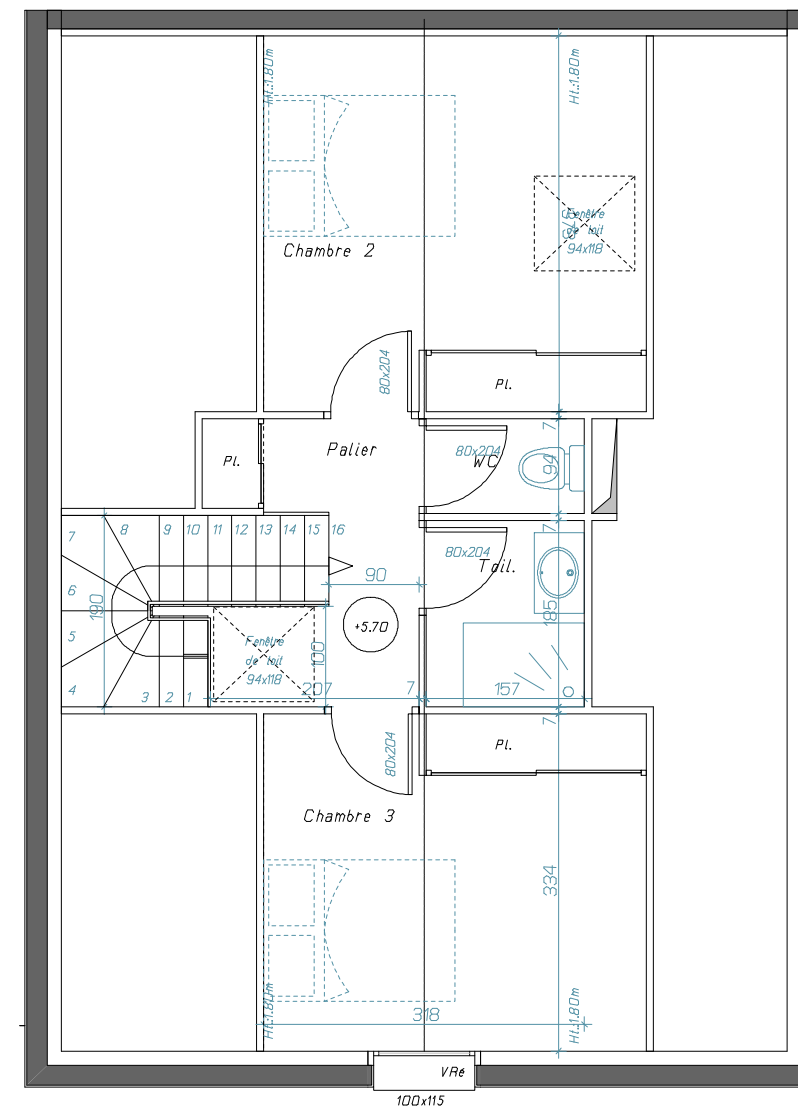 Ht.:1.80m
Ht.:1.80m
Fenêtre
de toit
94x118
Chambre 2
80x204
Pl.
7
Pl.
Palier
80x204
WC
94
7
7
8
9
10
11
12
13
14
15
16
80x204
Toil.
6
5
4
3
2
1
190
90
185
+5.70
Fenêtre
de toit
94x118
100
207
7
157
7
80x204
Pl.
Chambre 3
334
Ht.:1.80m
318
Ht.:1.80m
VRé
100x115